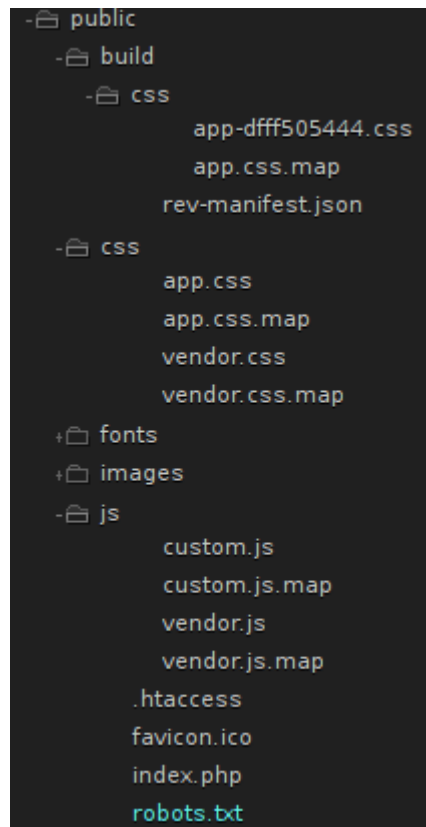 public
build
css
app-dfff505444.css
app.css.map
rev-manifest.json
css
app.css
app.css.map
vendor.css
vendor.css.map
fonts
images
js
custom.js
custom.js.map
vendor.js
vendor.js.map
.htaccess
favicon.ico
index.php
robots.txt